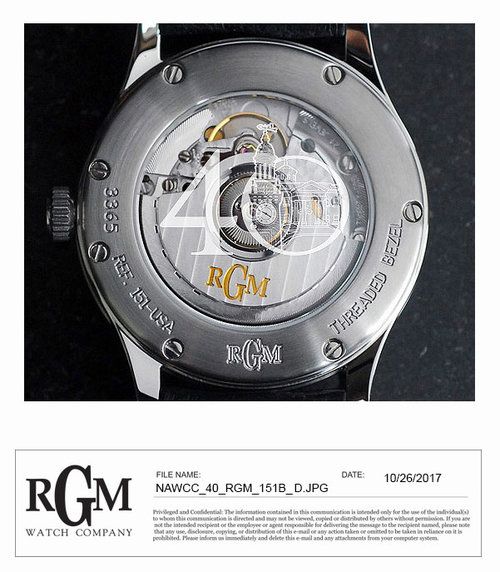 40
RGM
3365
REF. 151-USA
RGM
THREADED BEZEL
RGM
WATCH COMPANY
FILE NAME:
NAWCC_40_RGM_151B_D.JPG
DATE:
10/26/2017
Privileged and Confidential: The information contained in this communication is intended only for the use of the individual(s)
to whom this communication is directed and may not be viewed, copied or distributed by others without permission. If you are
not the intended recipient or the employee or agent responsible for delivering the message to the recipient named, please note
that any use, disclosure, copying, or distribution of this e-mail or any action taken or omitted to be taken in reliance on it is
prohibited. Please inform us immediately and delete this e-mail and any attachments from your computer system.